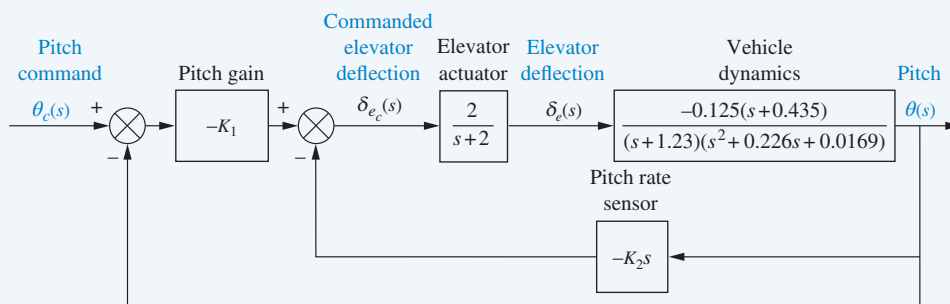 Pitch
command
θc(s)
+
−
Pitch gain
−K1
+
−
Commanded
elevator
deflection
δec(s)
Elevator
actuator
2
s+2
Elevator
deflection
δe(s)
Vehicle
dynamics
−0.125(s+0.435)
(s+1.23)(s²+0.226s+0.0169)
Pitch
θ(s)
Pitch rate
sensor
−K2s